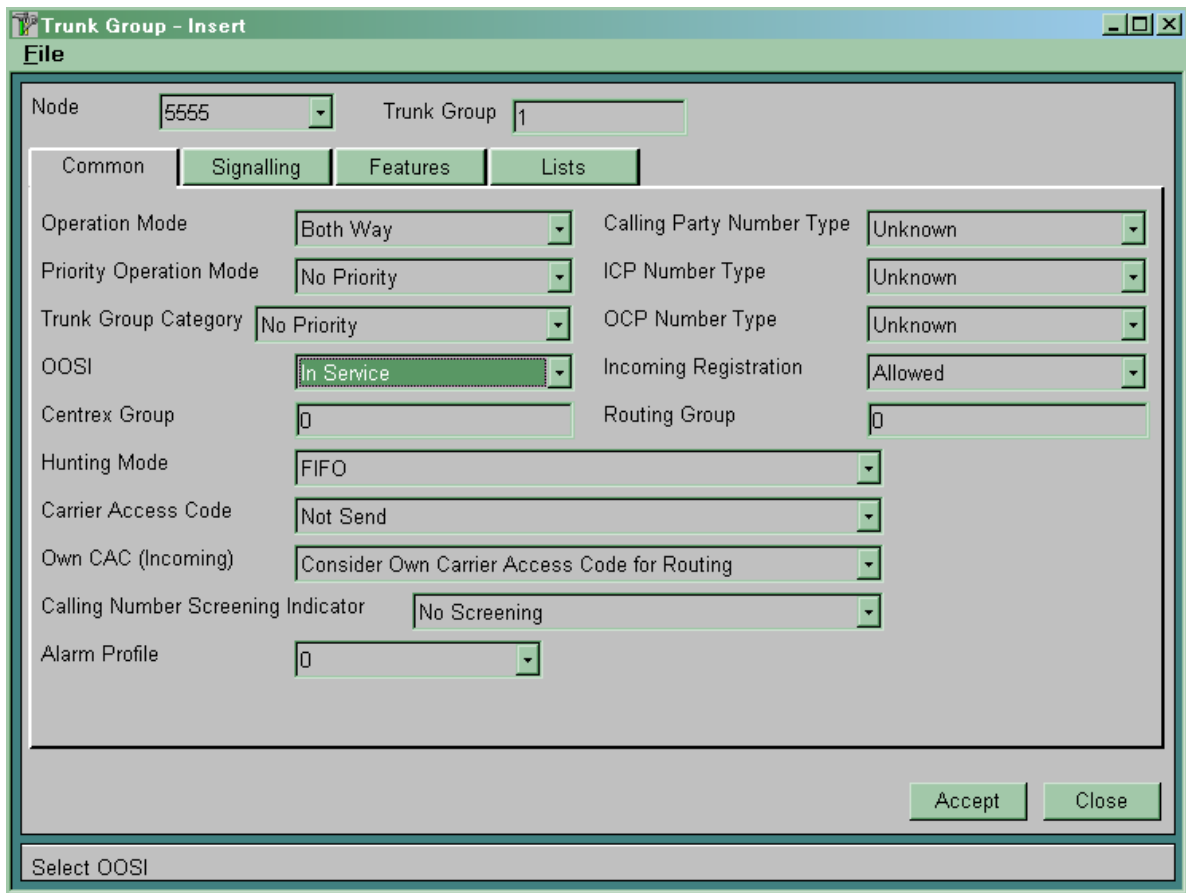 Trunk Group - Insert
File
Node 5555 Trunk Group 1
Common Signalling Features Lists
Operation Mode Both Way Calling Party Number Type Unknown
Priority Operation Mode No Priority ICP Number Type Unknown
Trunk Group Category No Priority OCP Number Type Unknown
OOSI In Service Incoming Registration Allowed
Centrex Group 0 Routing Group 0
Hunting Mode FIFO
Carrier Access Code Not Send
Own CAC (Incoming) Consider Own Carrier Access Code for Routing
Calling Number Screening Indicator No Screening
Alarm Profile 0
Accept Close
Select OOSI